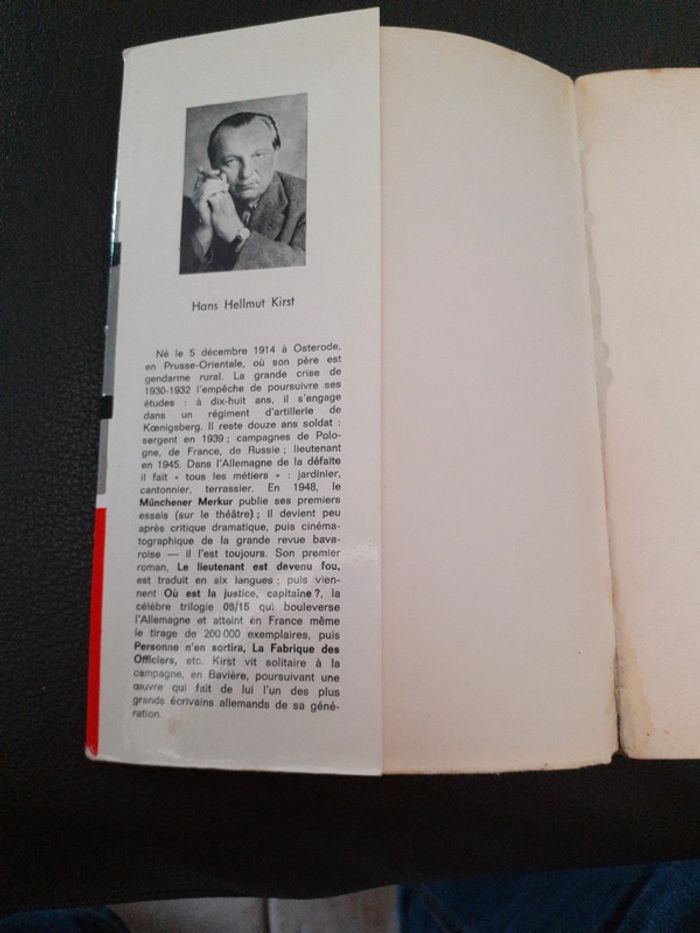 Hans Hellmut Kirst
Né le 5 décembre 1914 à Osterode,
en Prusse-Orientale, où son père est
gendarme rural. La grande crise de
1930-1932 l'empêche de poursuivre ses
études : à dix-huit ans, il s'engage
dans un régiment d'artillerie de
Kœnigsberg. Il reste douze ans soldat :
sergent en 1939 ; campagnes de Polo-
gne, de France, de Russie ; lieutenant
en 1945. Dans l'Allemagne de la défaite
il fait « tous les métiers » : jardinier,
cantonnier, terrassier. En 1948, le
Münchener Merkur publie ses premiers
essais (sur le théâtre) ; il devient peu
après critique dramatique, puis cinéma-
tographique de la grande revue bava-
roise — il l'est toujours. Son premier
roman, Le lieutenant est devenu fou,
est traduit en six langues ; puis vien-
nent Où est la justice, capitaine ?, la
célèbre trilogie 08/15 qui bouleverse
l'Allemagne et atteint en France même
le tirage de 200 000 exemplaires, puis
Personne n'en sortira, La Fabrique des
Officiers, etc. Kirst vit solitaire à la
campagne, en Bavière, poursuivant une
œuvre qui fait de lui l'un des plus
grands écrivains allemands de sa géné-
ration.